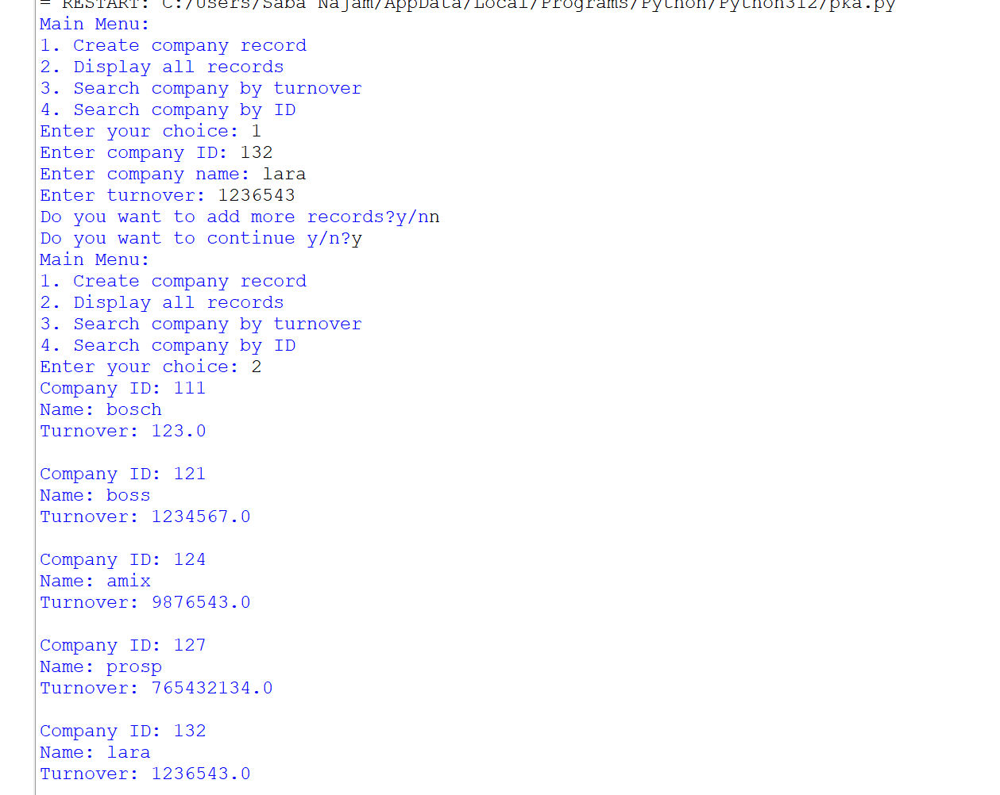 = RESTART: C:/Users/Saba Najam/AppData/Local/Programs/Python/Python312/pka.py
Main Menu:
1. Create company record
2. Display all records
3. Search company by turnover
4. Search company by ID
Enter your choice: 1
Enter company ID: 132
Enter company name: lara
Enter turnover: 1236543
Do you want to add more records?y/nn
Do you want to continue y/n?y
Main Menu:
1. Create company record
2. Display all records
3. Search company by turnover
4. Search company by ID
Enter your choice: 2
Company ID: 111
Name: bosch
Turnover: 123.0
Company ID: 121
Name: boss
Turnover: 1234567.0
Company ID: 124
Name: amix
Turnover: 9876543.0
Company ID: 127
Name: prosp
Turnover: 765432134.0
Company ID: 132
Name: lara
Turnover: 1236543.0